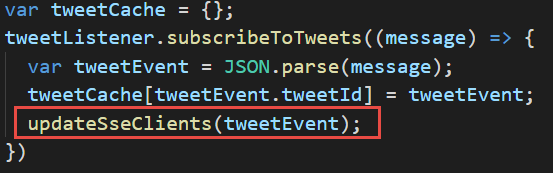 var tweetCache = {};
tweetListener.subscribeToTweets((message) => {
  var tweetEvent = JSON.parse(message);
  tweetCache[tweetEvent.tweetId] = tweetEvent;
  updateSseClients(tweetEvent);
})